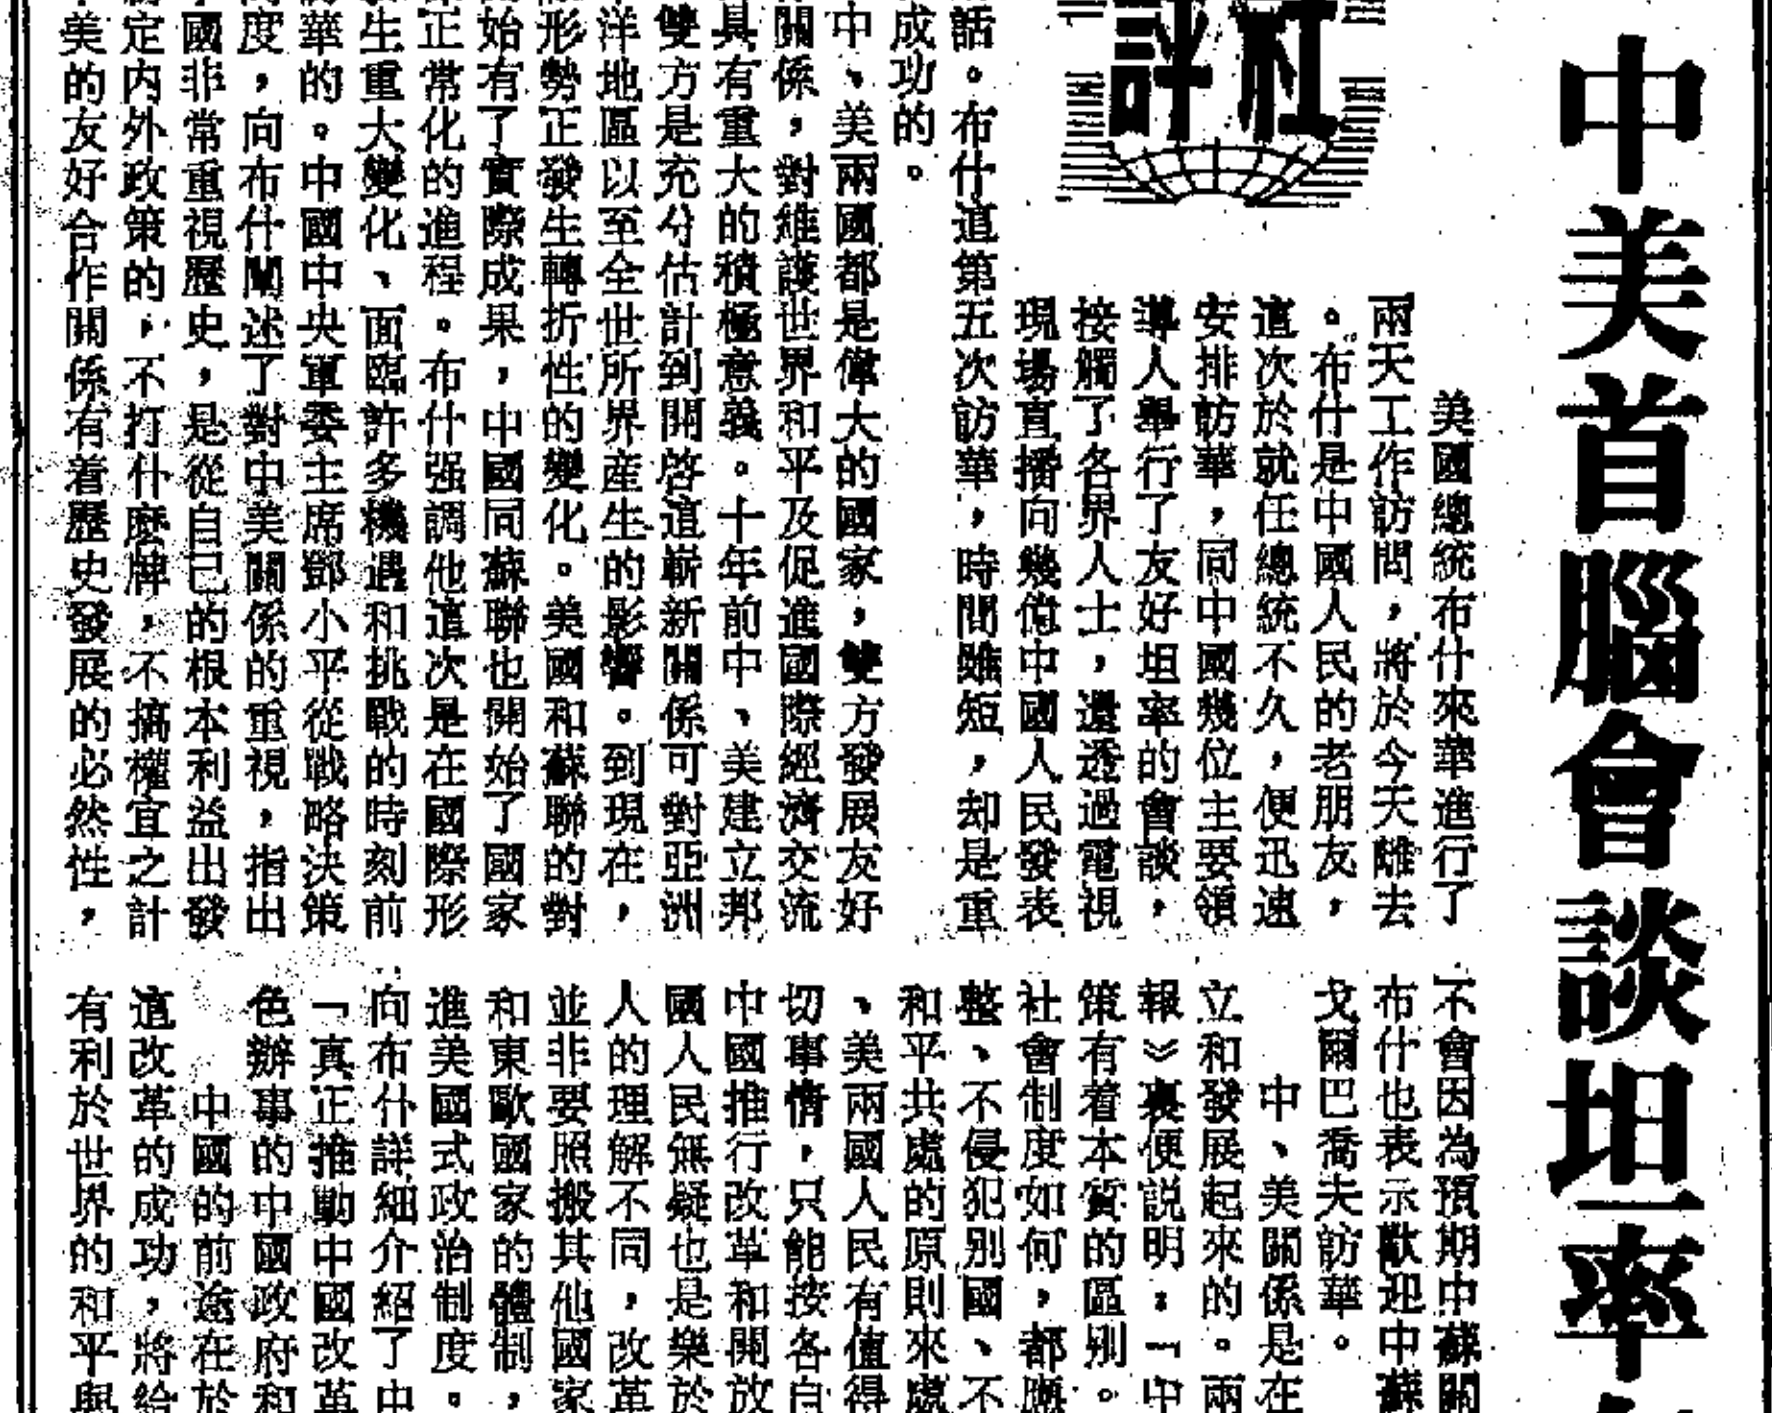 中美首腦會談坦率
社評
美國總統布什來華進行了
兩天工作訪問,將於今天離去
。布什是中國人民的老朋友,
這次於就任總統不久,便迅速
安排訪華,同中國幾位主要領
導人舉行了友好坦率的會談,
接觸了各界人士,還透過電視
現場直播向幾億中國人民發表
話。布什這第五次訪華,時間雖短,却是重
成功的。
中、美兩國都是偉大的國家,雙方發展友好
關係,對維護世界和平及促進國際經濟交流
具有重大的積極意義。十年前中、美建立邦
雙方是充分估計到開啓這嶄新關係可對亞洲
洋地區以至全世所界産生的影響。到現在,
形勢正發生轉折性的變化。美國和蘇聯的對
始有了實際成果,中國同蘇聯也開始了國家
正常化的進程。布什强調他這次是在國際形
生重大變化、面臨許多機遇和挑戰的時刻前
華的。中國中央軍委主席鄧小平從戰略決策
度,向布什闡述了對中美關係的重視,指出
國非常重視歷史,是從自己的根本利益出發
定內外政策的,不打什麽牌,不搞權宜之計
美的友好合作關係有着歷史發展的必然性,
不會因為預期中蘇關
布什也表示歡迎中蘇
戈爾巴喬夫訪華。
中、美關係是在
立和發展起來的。兩
報》裏便説明:「中
策有着本質的區别。
社會制度如何,都應
整、不侵犯别國、不
和平共處的原則來處
、美兩國人民有值得
切事情,只能按各自
中國推行改革和開放
國人民無疑也是樂於
人的理解不同,改革
並非要照搬其他國家
和東歐國家的體制,
進美國式政治制度。
向布什詳細介紹了中
「真正推動中國改革
色辦事的中國政府和
中國的前途在於
這改革的成功,將給
有利於世界的和平與